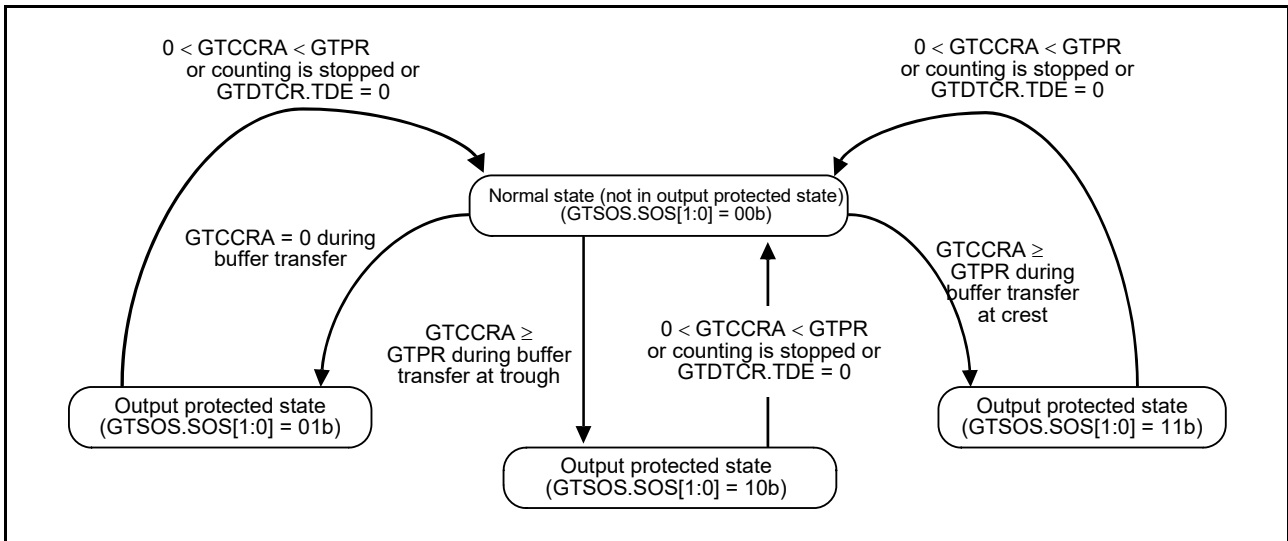 0 < GTCCRA < GTPR
or counting is stopped or
GTDTCR.TDE = 0
0 < GTCCRA < GTPR
or counting is stopped or
GTDTCR.TDE = 0
Normal state (not in output protected state)
(GTSOS.SOS[1:0] = 00b)
GTCCRA = 0 during
buffer transfer
GTCCRA ≥
GTPR during buffer
transfer at trough
0 < GTCCRA < GTPR
or counting is stopped or
GTDTCR.TDE = 0
GTCCRA ≥
GTPR during
buffer transfer
at crest
Output protected state
(GTSOS.SOS[1:0] = 01b)
Output protected state
(GTSOS.SOS[1:0] = 10b)
Output protected state
(GTSOS.SOS[1:0] = 11b)